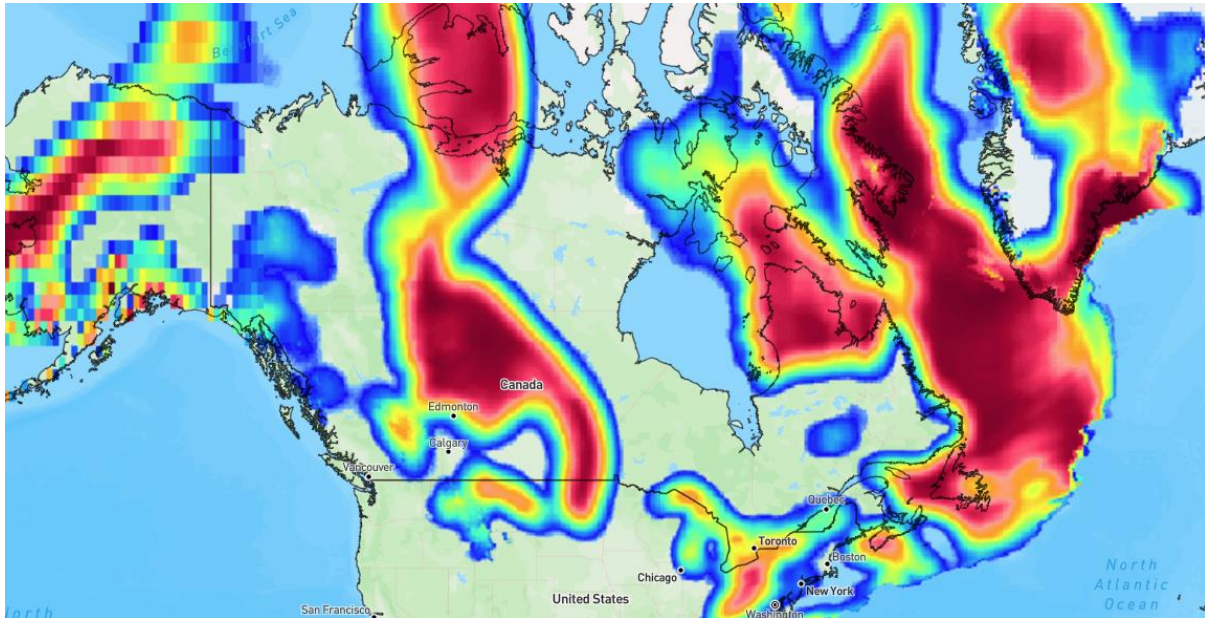 Beaufort Sea
Canada
Edmonton
Calgary
Vancouver
Quebec
Toronto
Boston
Chicago
New York
United States
Washington
San Francisco
North
Atlantic
Ocean
North